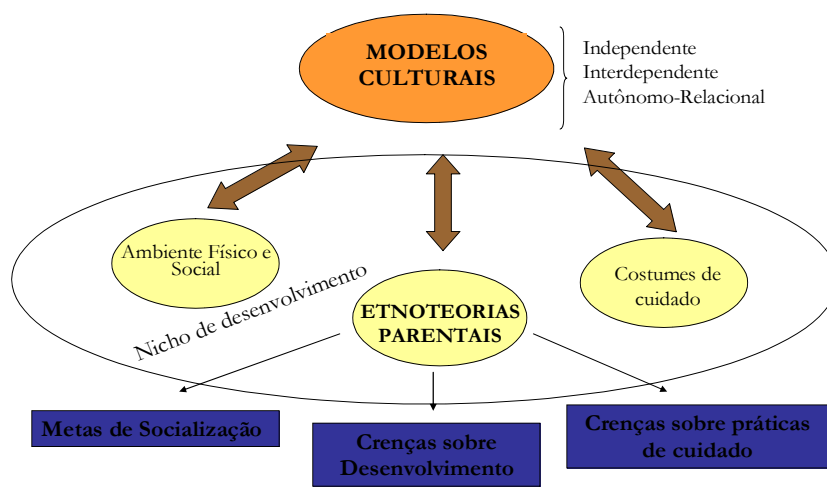 MODELOS
CULTURAIS
Independente
Interdependente
Autônomo-Relacional
Ambiente Físico e
Social
Nicho de desenvolvimento
ETNOTEORIAS
PARENTAIS
Costumes de
cuidado
Metas de Socialização
Crenças sobre
Desenvolvimento
Crenças sobre práticas
de cuidado